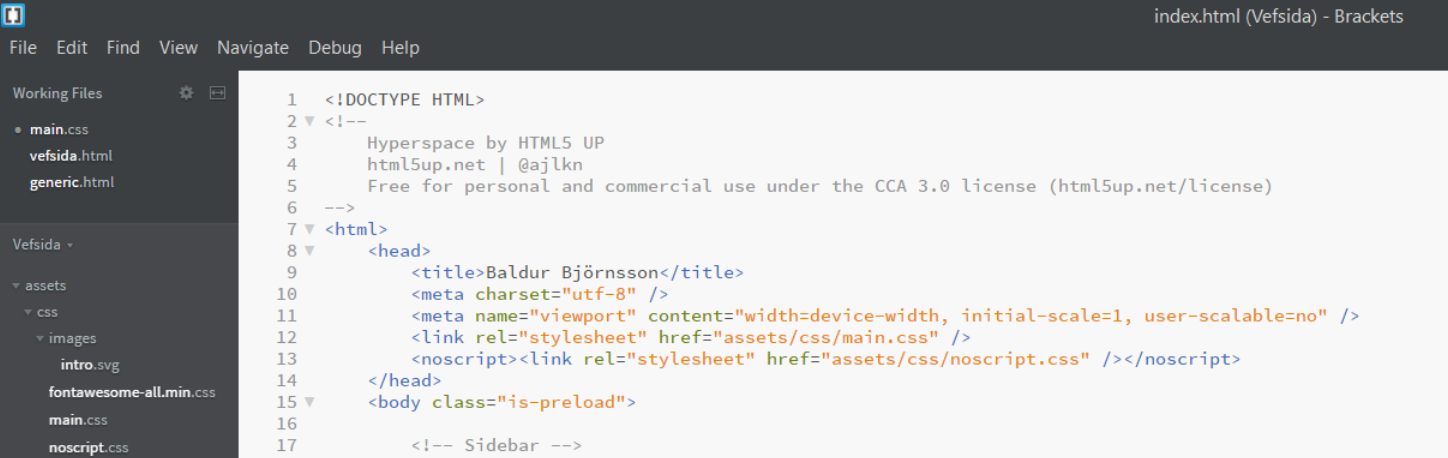 index.html (Vefsida) - Brackets
File Edit Find View Navigate Debug Help
Working Files
main.css
vefsida.html
generic.html
Vefsida
assets
css
images
intro.svg
fontawesome-all.min.css
main.css
noscript.css
1 <!DOCTYPE HTML>
2 <!--
3 Hyperspace by HTML5 UP
4 html5up.net | @ajlkn
5 Free for personal and commercial use under the CCA 3.0 license (html5up.net/license)
6 -->
7 <html>
8 <head>
9 <title>Baldur Björnsson</title>
10 <meta charset="utf-8" />
11 <meta name="viewport" content="width=device-width, initial-scale=1, user-scalable=no" />
12 <link rel="stylesheet" href="assets/css/main.css" />
13 <noscript><link rel="stylesheet" href="assets/css/noscript.css" /></noscript>
14 </head>
15 <body class="is-preload">
16
17 <!-- Sidebar -->